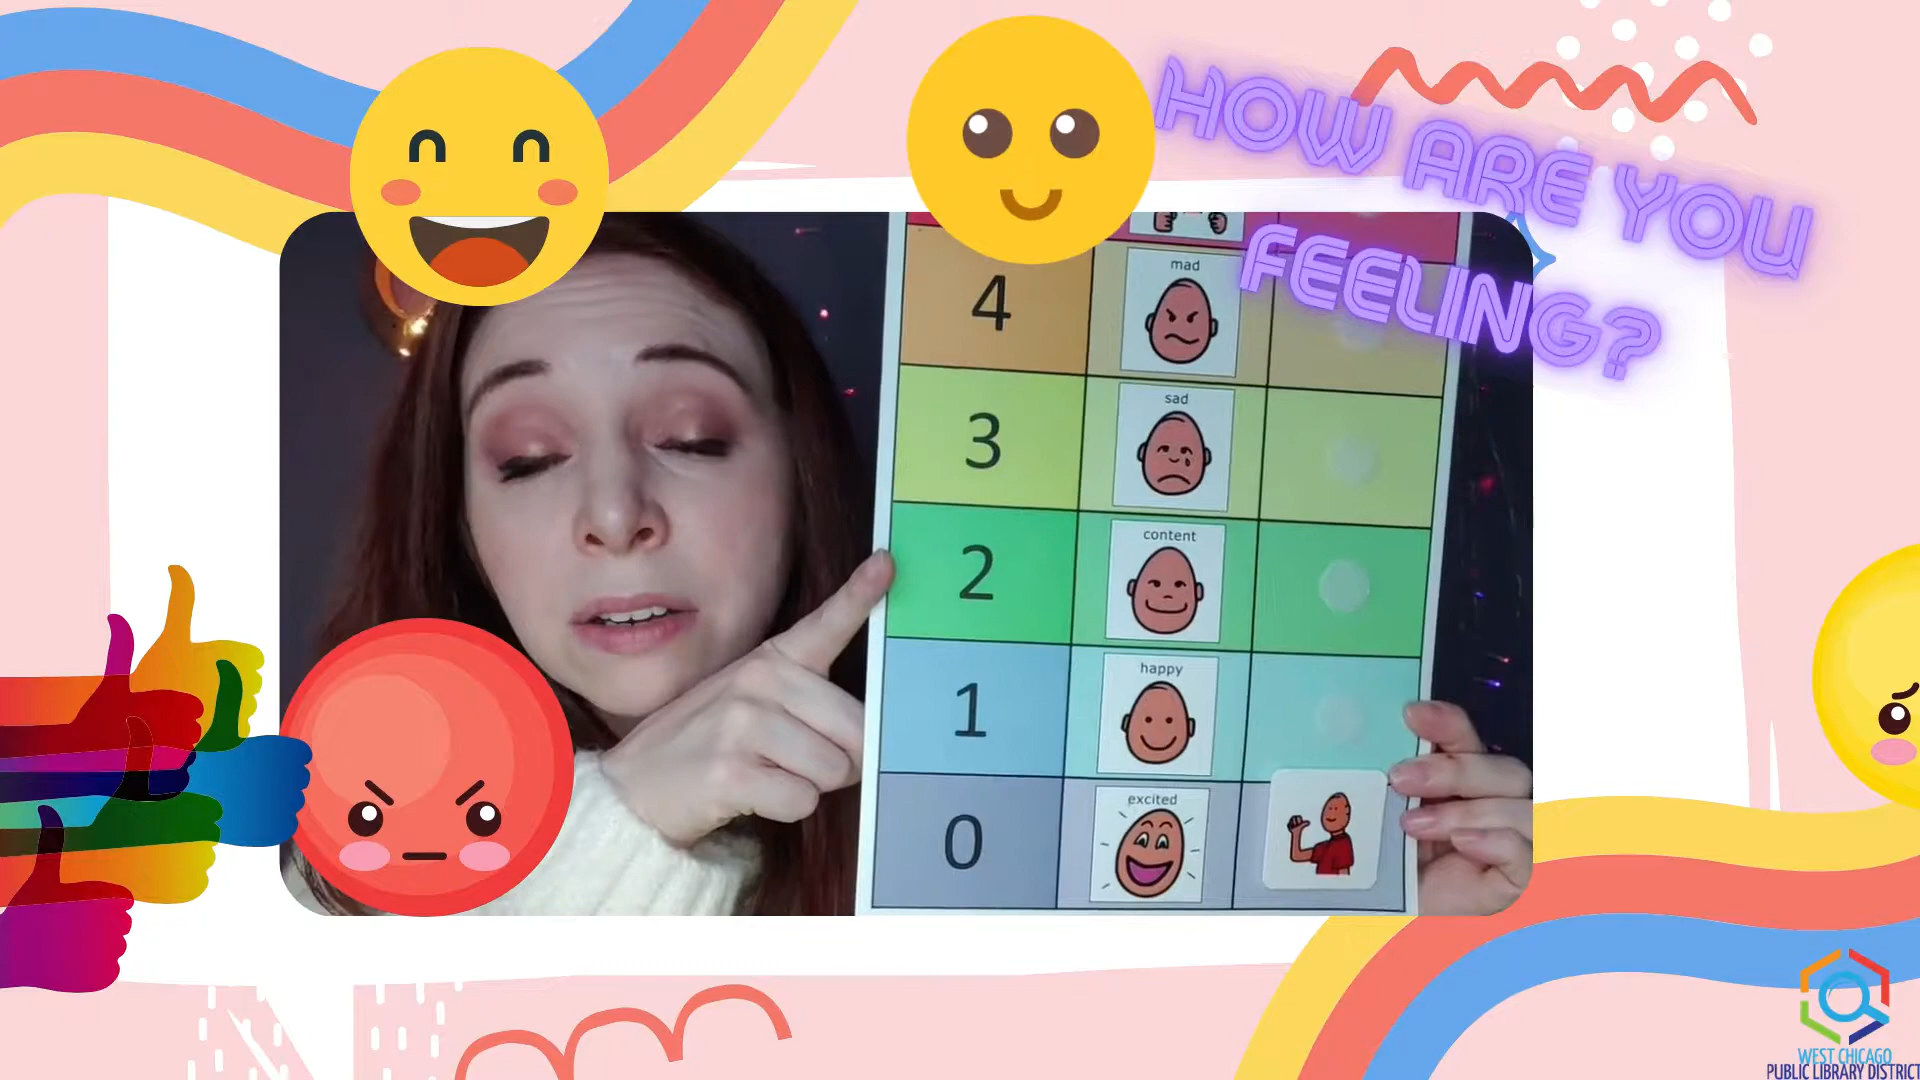 HOW ARE YOU
FEELING?
4
mad
3
sad
2
content
1
happy
0
excited
WEST CHICAGO
PUBLIC LIBRARY DISTRICT